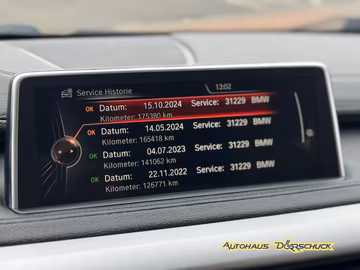 Service Historie
13:02
OK Datum: 15.10.2024 Service: 31229 BMW
Kilometer: 175380 km
OK Datum: 14.05.2024 Service: 31229 BMW
Kilometer: 165418 km
OK Datum: 04.07.2023 Service: 31229 BMW
Kilometer: 141062 km
OK Datum: 22.11.2022 Service: 31229 BMW
Kilometer: 126771 km
AUTOHAUS DÖRSCHUCK